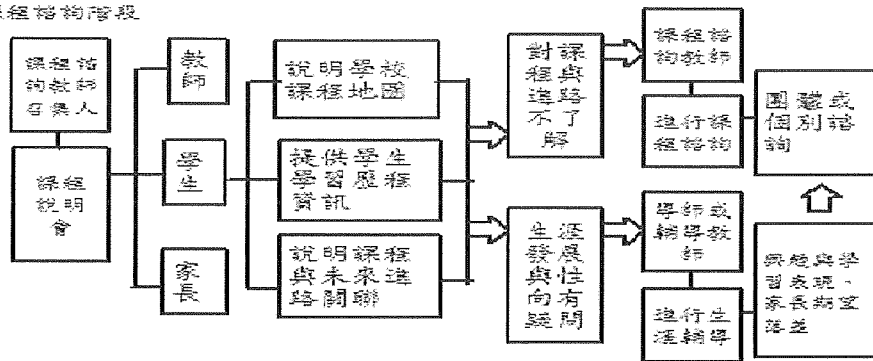 課程諮詢階段
課程諮
詢教師
召集人
課程
說明
會
教
師
學
生
家
長
說明學校
課程地圖
提供學生
學習歷程
資訊
說明課程
與未來進
路關聯
對課
程與
進路
不了
解
生涯
發展
與性
向有
疑問
課程諮
詢教師
進行課
程諮詢
導師或
輔導教
師
進行生
涯輔導
團體或
個別諮
詢
興趣與學
習表現、
家長期望
落差